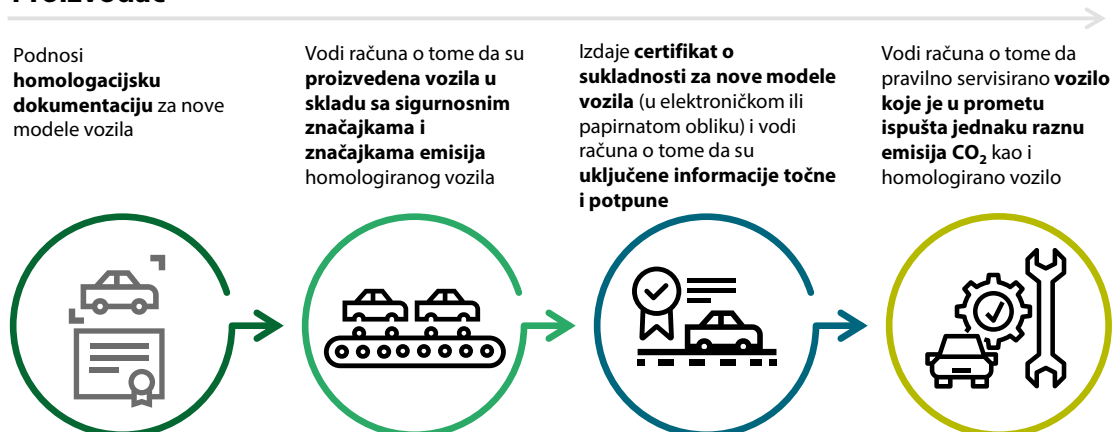 Proizvođač
Podnosi
homologacijsku
dokumentaciju za nove
modele vozila
Vodi računa o tome da su
proizvedena vozila u
skladu sa sigurnosnim
značajkama i
značajkama emisija
homologiranog vozila
Izdaje certifikat o
sukladnosti za nove modele
vozila (u elektroničkom ili
papirnatom obliku) i vodi
računa o tome da su
uključene informacije točne
i potpune
Vodi računa o tome da
pravilno servisirano vozilo
koje je u prometu
ispušta jednaku raznu
emisija CO₂ kao i
homologirano vozilo